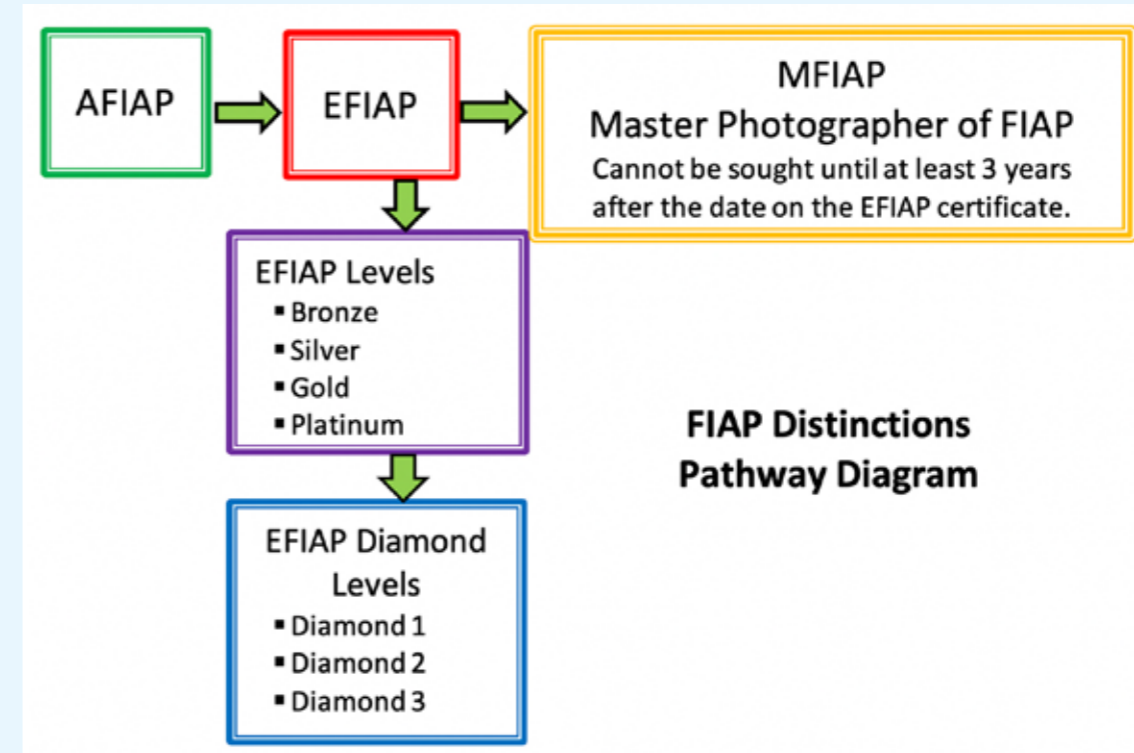 AFIAP
EFIAP
MFIAP
Master Photographer of FIAP
Cannot be sought until at least 3 years
after the date on the EFIAP certificate.
EFIAP Levels
▪ Bronze
▪ Silver
▪ Gold
▪ Platinum
FIAP Distinctions
Pathway Diagram
EFIAP Diamond
Levels
▪ Diamond 1
▪ Diamond 2
▪ Diamond 3